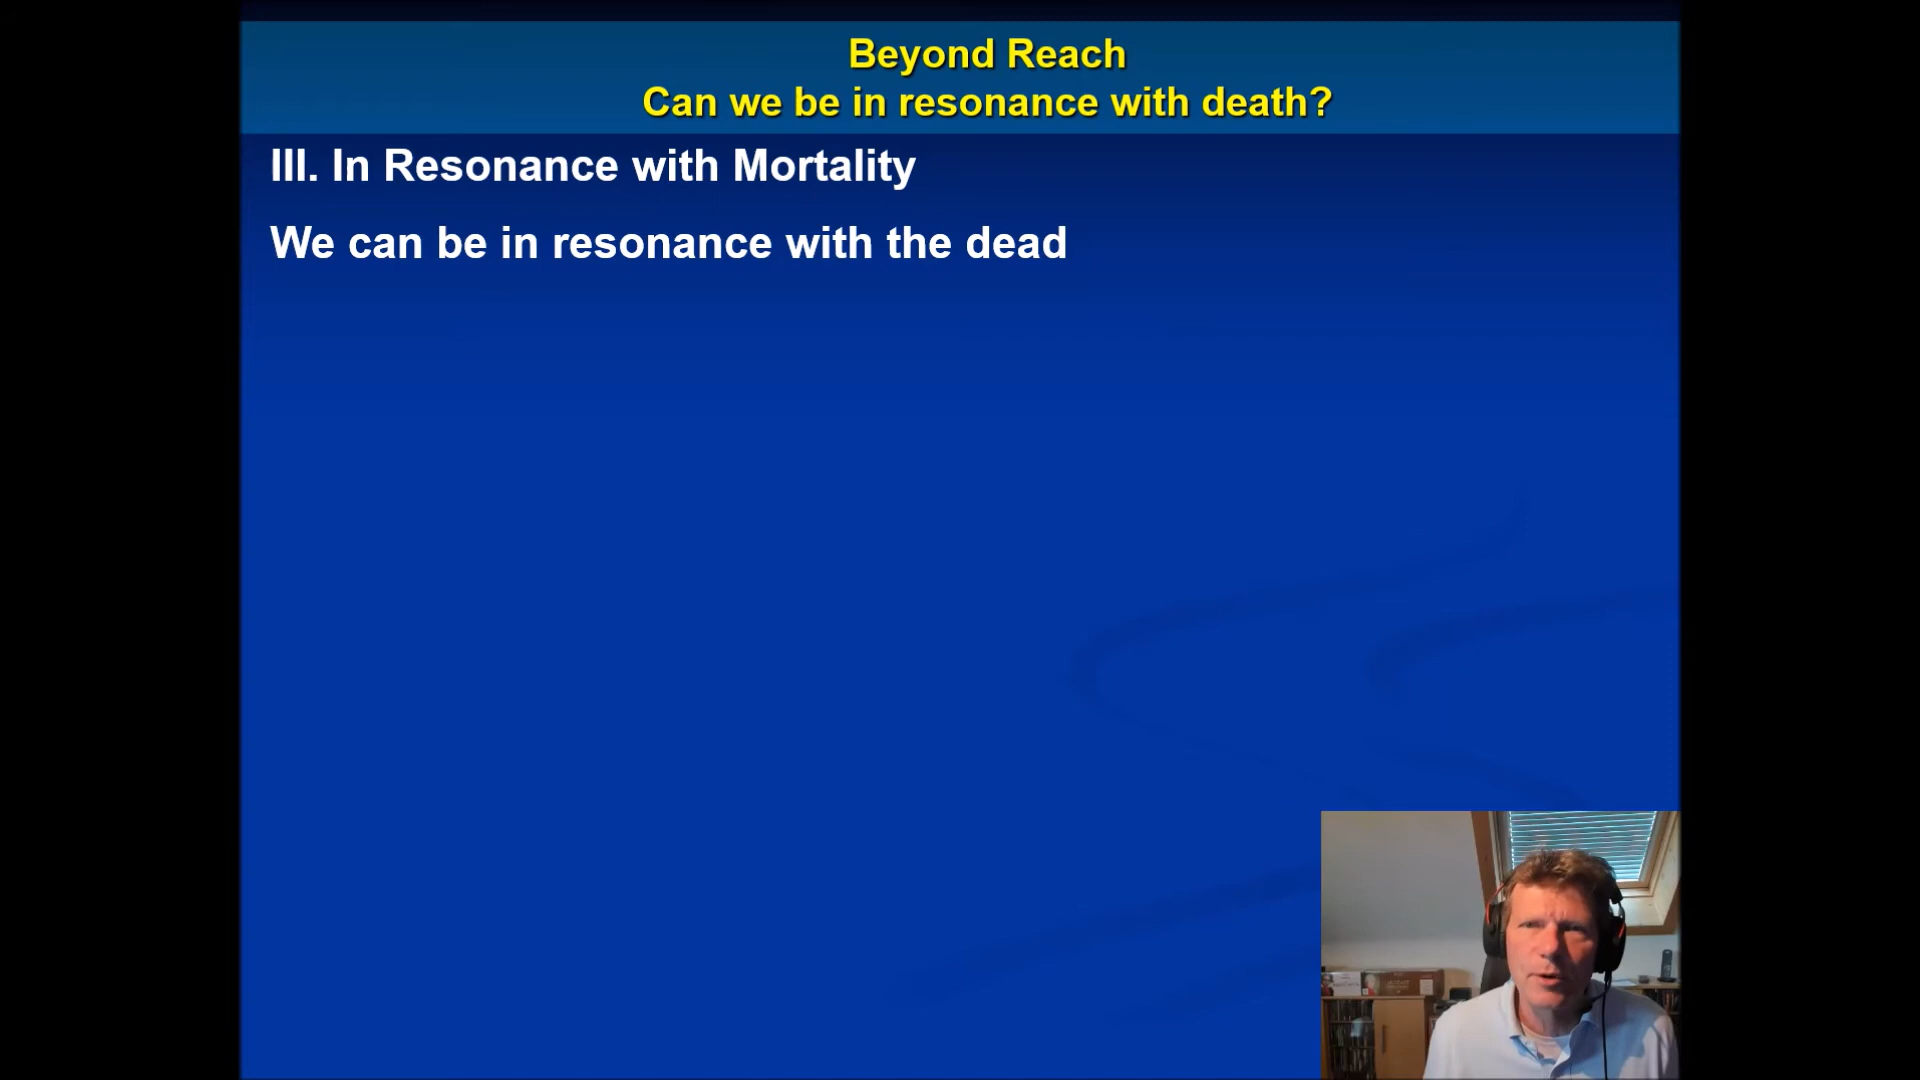 Beyond Reach
Can we be in resonance with death?
III. In Resonance with Mortality
We can be in resonance with the dead